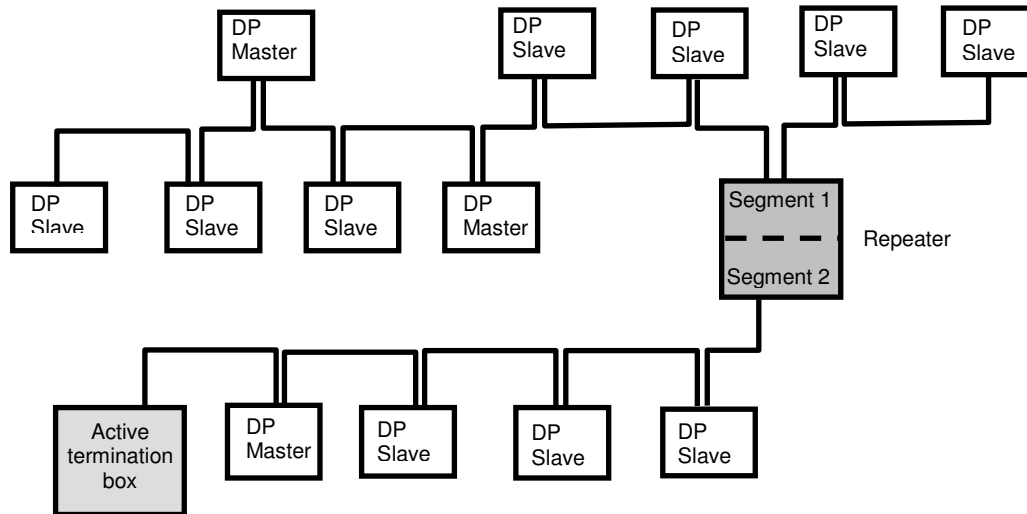 DP
Master
DP
Slave
DP
Slave
DP
Slave
DP
Slave
DP
Slave
DP
Slave
DP
Slave
DP
Master
Segment 1
Segment 2
Repeater
Active
termination
box
DP
Master
DP
Slave
DP
Slave
DP
Slave